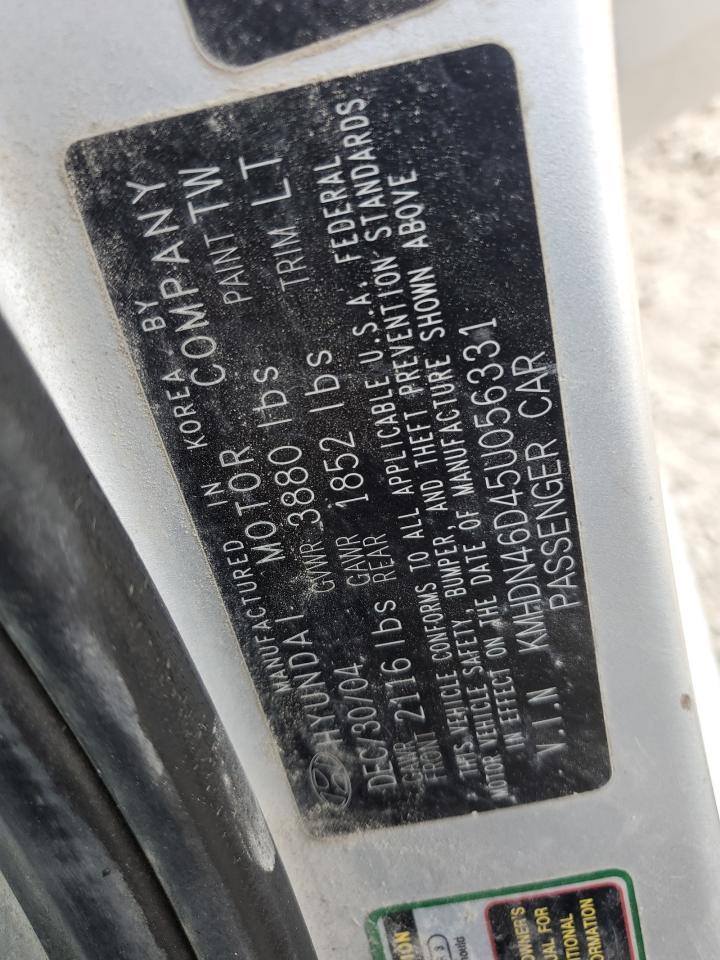 MANUFACTURED IN KOREA BY
HYUNDAI MOTOR COMPANY
DEC/30/04 GVWR 3880 lbs PAINT TW
GAWR FRONT 2116 lbs GAWR REAR 1852 lbs TRIM LT
THIS VEHICLE CONFORMS TO ALL APPLICABLE U.S.A. FEDERAL
MOTOR VEHICLE SAFETY, BUMPER, AND THEFT PREVENTION STANDARDS
IN EFFECT ON THE DATE OF MANUFACTURE SHOWN ABOVE
V.I.N KMHDN46D45U056331
PASSENGER CAR
OWNER'S
FOR